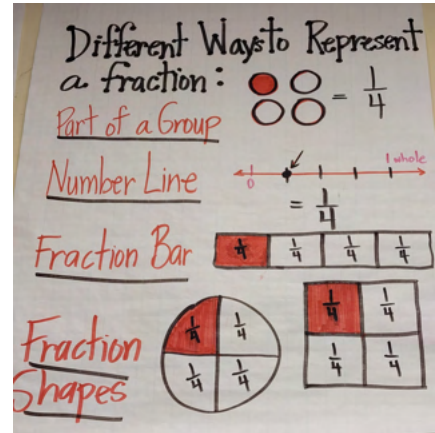 Different Ways to Represent
a fraction:
= 1/4
Part of a Group
Number Line
0
1 whole
= 1/4
Fraction Bar
1/4 1/4 1/4 1/4
Fraction
Shapes
1/4 1/4
1/4 1/4
1/4 1/4
1/4 1/4